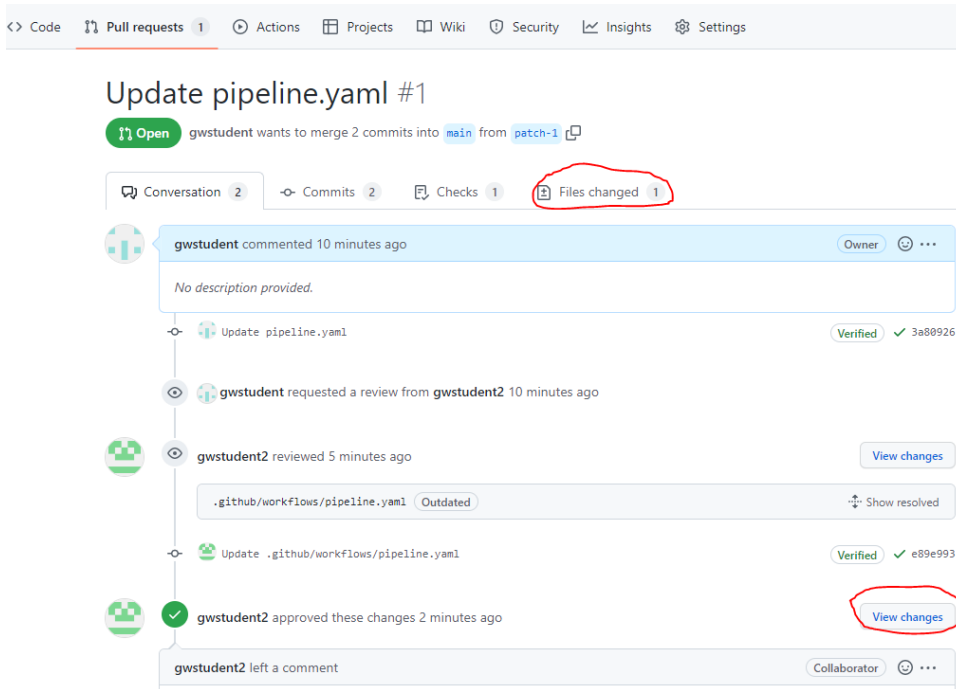 <> Code Pull requests 1 Actions Projects Wiki Security Insights Settings
Update pipeline.yaml #1
Open gwstudent wants to merge 2 commits into main from patch-1
Conversation 2 Commits 2 Checks 1 Files changed 1
gwstudent commented 10 minutes ago Owner ···
No description provided.
Update pipeline.yaml Verified 3a80926
gwstudent requested a review from gwstudent2 10 minutes ago
gwstudent2 reviewed 5 minutes ago View changes
.github/workflows/pipeline.yaml Outdated Show resolved
Update .github/workflows/pipeline.yaml Verified e89e993
gwstudent2 approved these changes 2 minutes ago View changes
gwstudent2 left a comment Collaborator ···